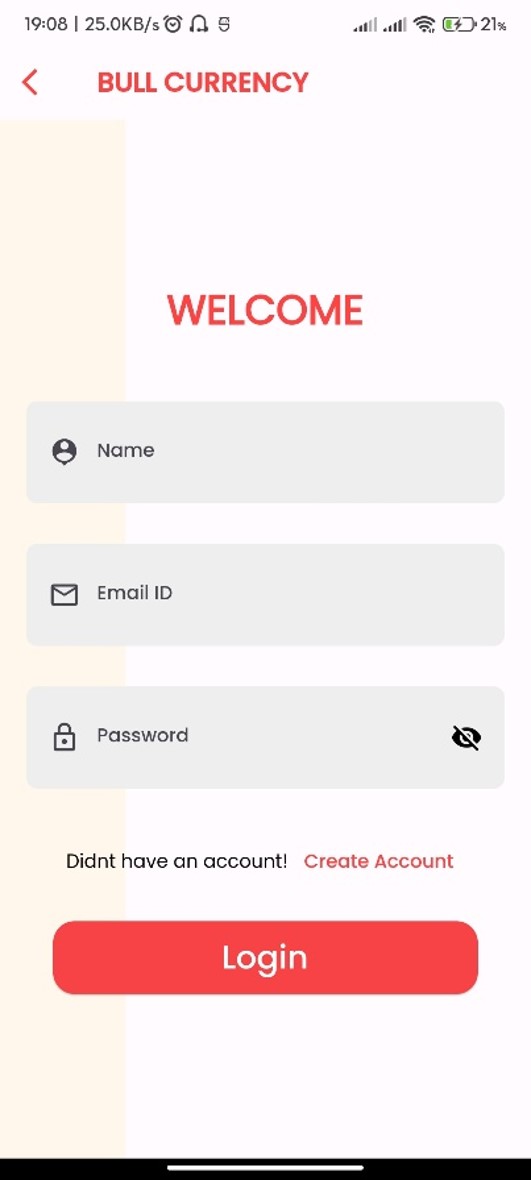 19:08 | 25.0KB/s 21%
BULL CURRENCY
WELCOME
Name
Email ID
Password
Didnt have an account! Create Account
Login